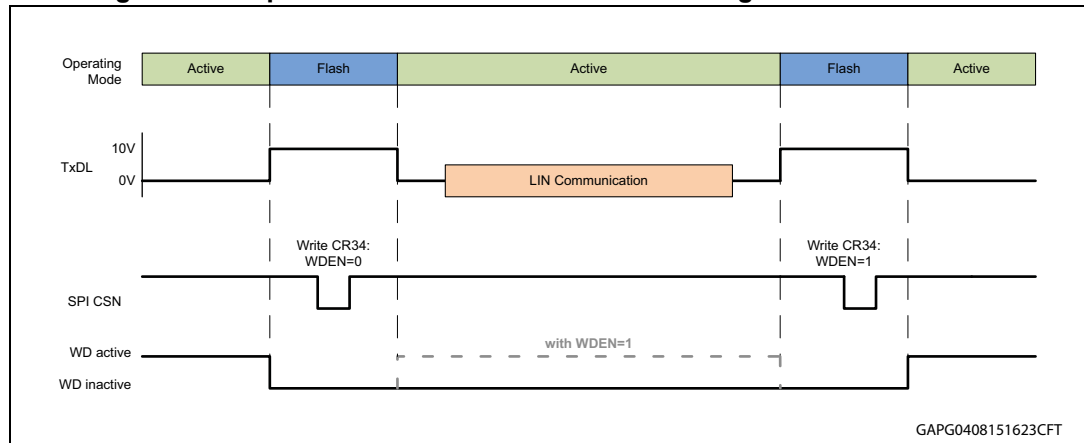 Operating
Mode
Active
Flash
Active
Flash
Active
10V
TxDL
0V
LIN Communication
Write CR34:
WDEN=0
Write CR34:
WDEN=1
SPI CSN
with WDEN=1
WD active
WD inactive
GAPG0408151623CFT